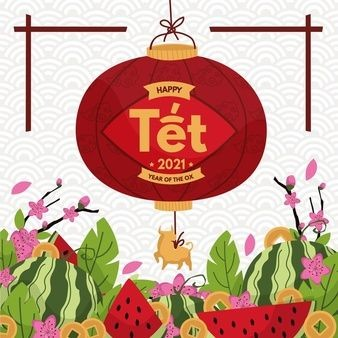 HAPPY
Tết
2021
YEAR OF THE OX